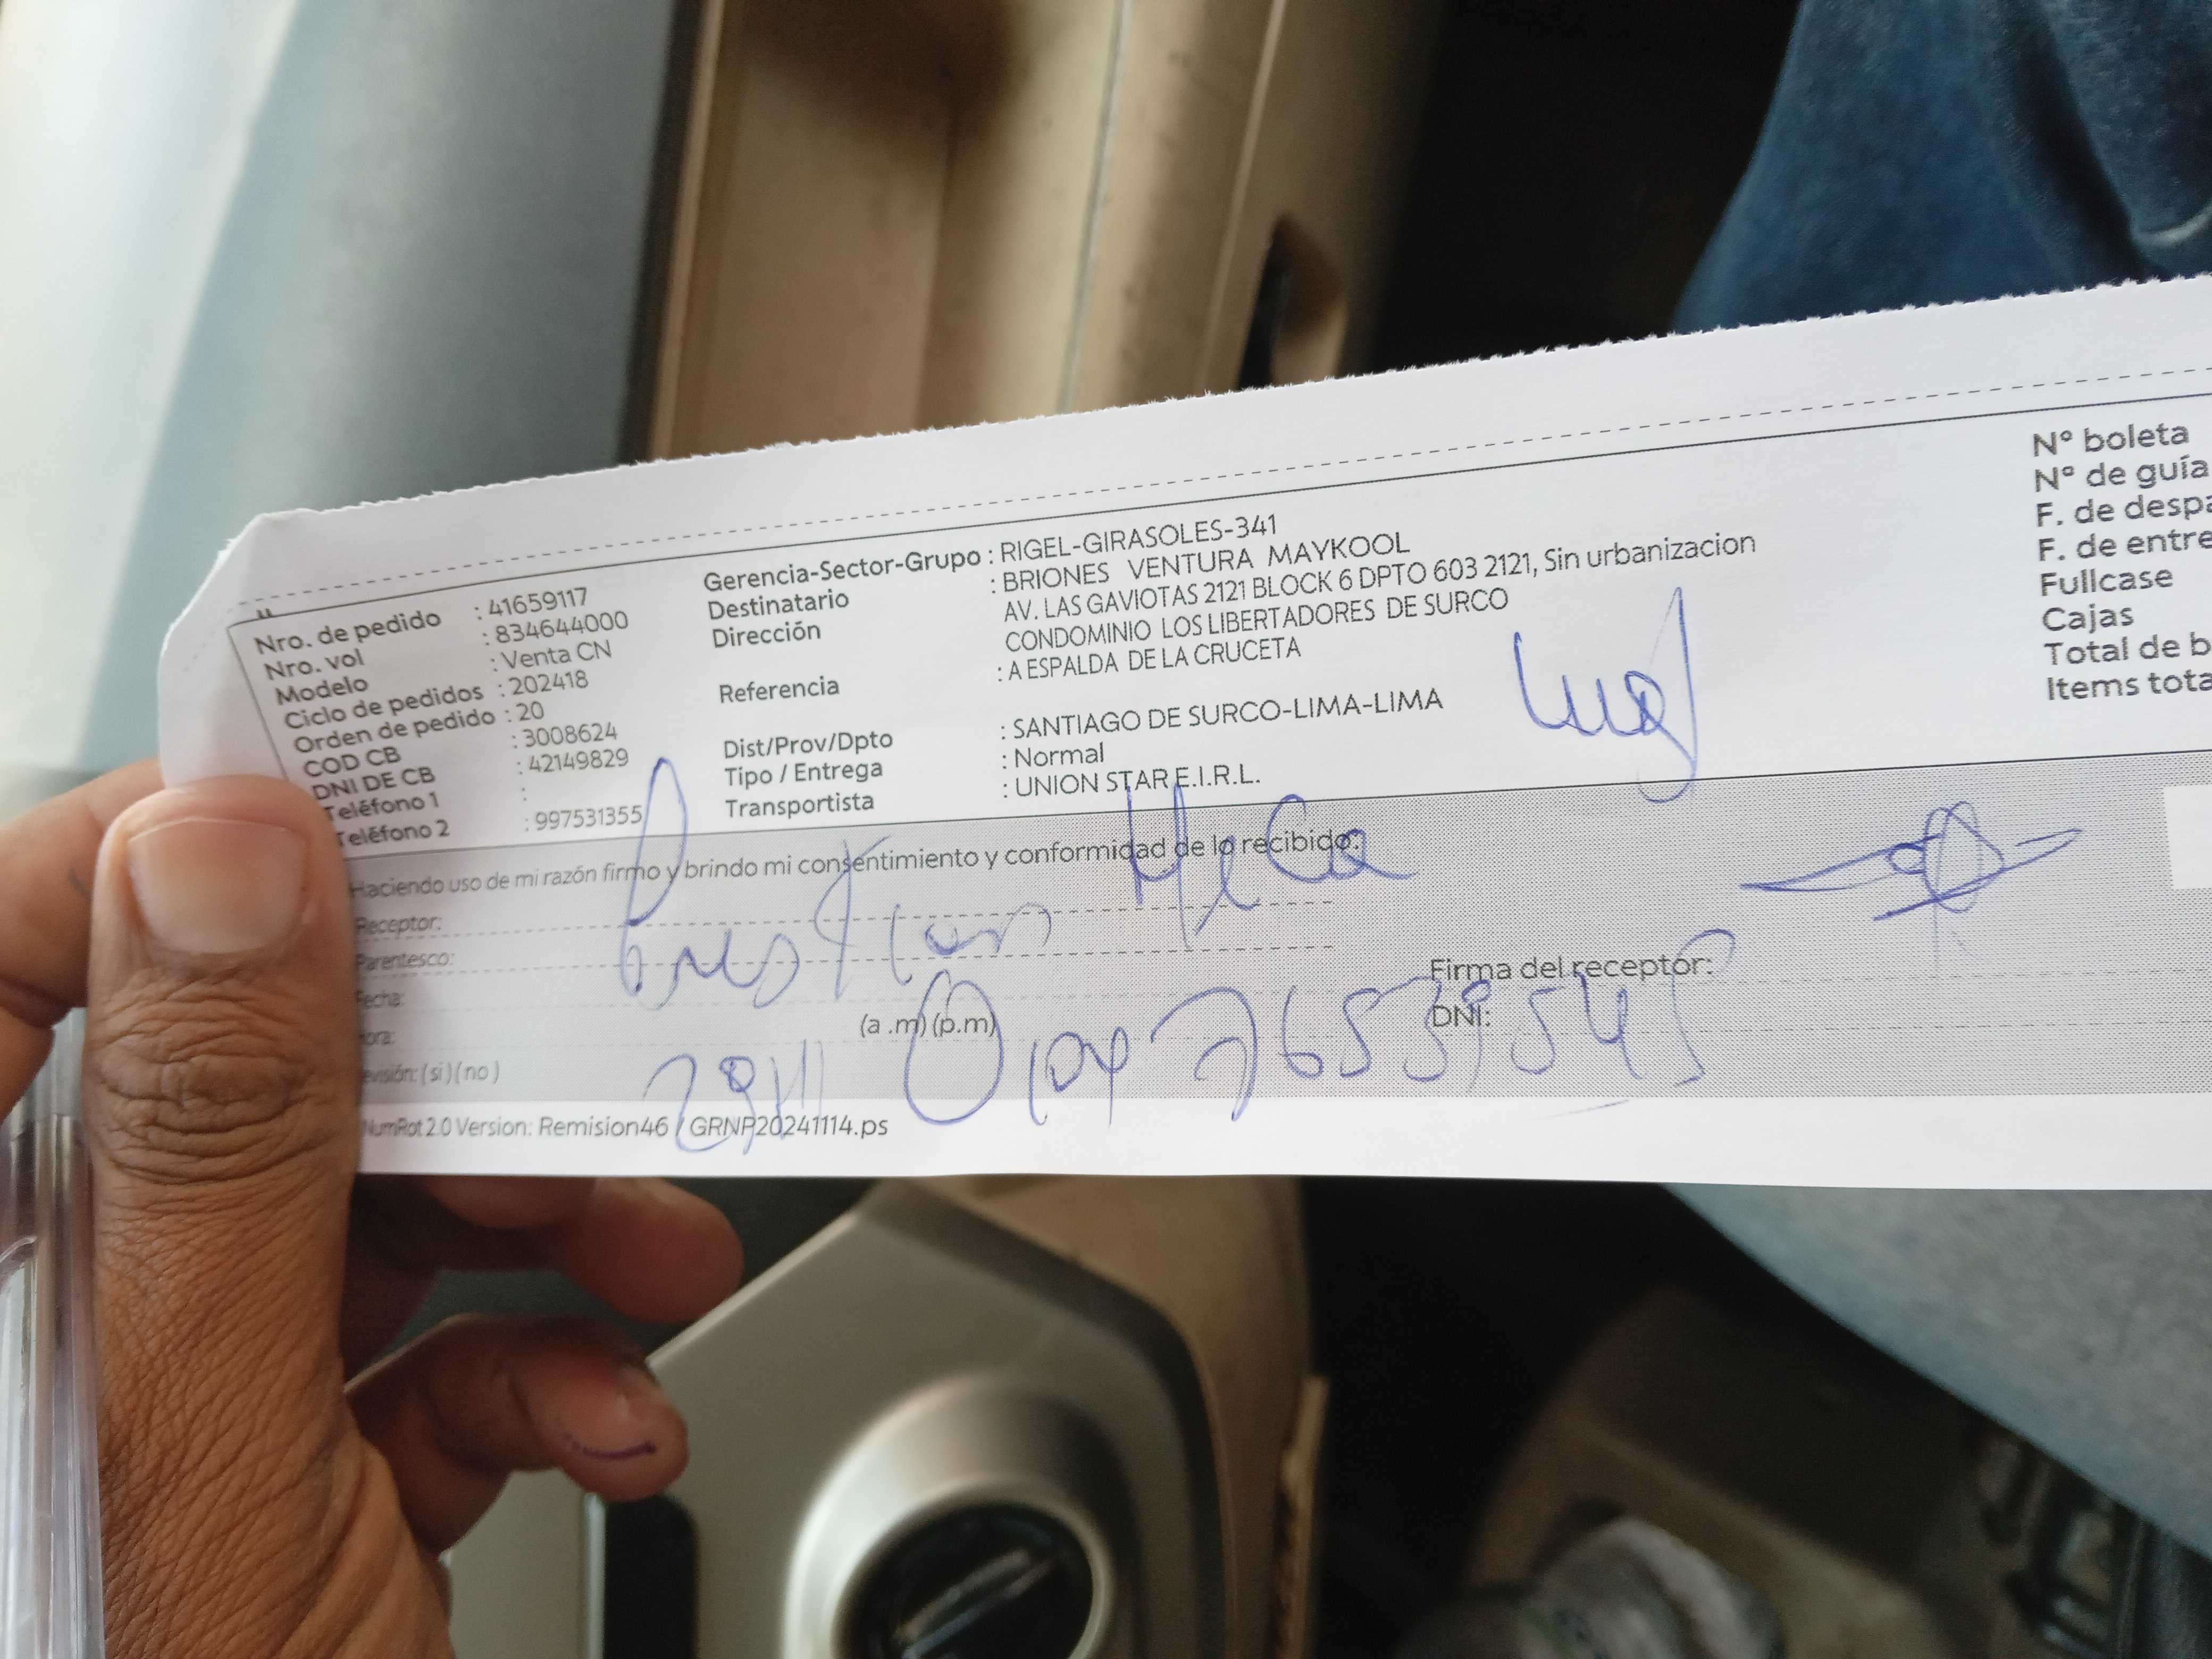 Nro. de pedido : 41659117
Nro. vol : 834644000
Modelo : Venta CN
Ciclo de pedidos : 202418
Orden de pedido : 20
COD CB : 3008624
DNI DE CB : 42149829
Teléfono 1 :
Teléfono 2 : 997531355
Gerencia-Sector-Grupo : RIGEL-GIRASOLES-341
Destinatario : BRIONES VENTURA MAYKOOL
Dirección AV. LAS GAVIOTAS 2121 BLOCK 6 DPTO 603 2121, Sin urbanizacion
CONDOMINIO LOS LIBERTADORES DE SURCO
Referencia : A ESPALDA DE LA CRUCETA
Dist/Prov/Dpto : SANTIAGO DE SURCO-LIMA-LIMA
Tipo / Entrega : Normal
Transportista : UNION STAR E.I.R.L.
N° boleta
N° de guía
F. de
F. de
Fullcase
Cajas
Total de
Items
Haciendo uso de mi razón firmo y brindo mi consentimiento y conformidad de lo recibido:
Receptor:
Parentesco:
Fecha:
(a .m) (p.m)
(si) (no)
Firma del receptor:
DNI:
NumRot 2.0 Version: Remision46 / GRNP20241114.ps